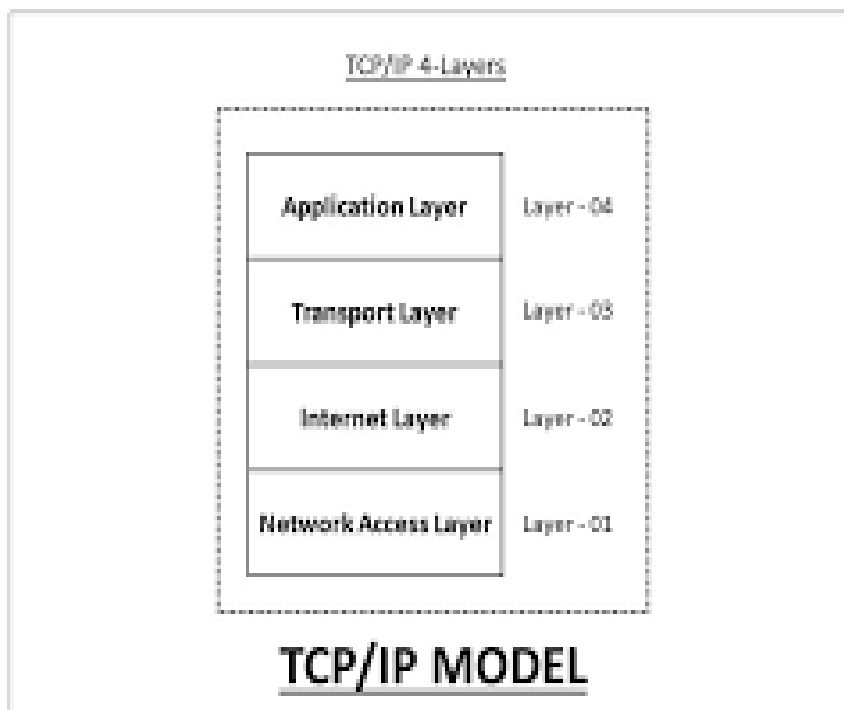 TCP/IP 4-Layers
Application Layer Layer - 04
Transport Layer Layer - 03
Internet Layer Layer - 02
Network Access Layer Layer - 01
TCP/IP MODEL